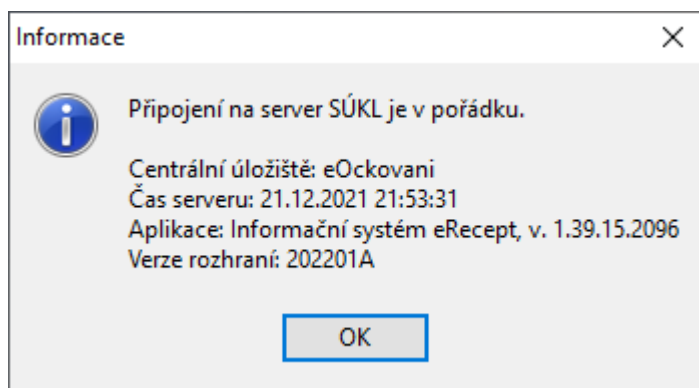 Informace
Připojení na server SÚKL je v pořádku.
Centrální úložiště: eOckovani
Čas serveru: 21.12.2021 21:53:31
Aplikace: Informační systém eRecept, v. 1.39.15.2096
Verze rozhraní: 202201A
OK